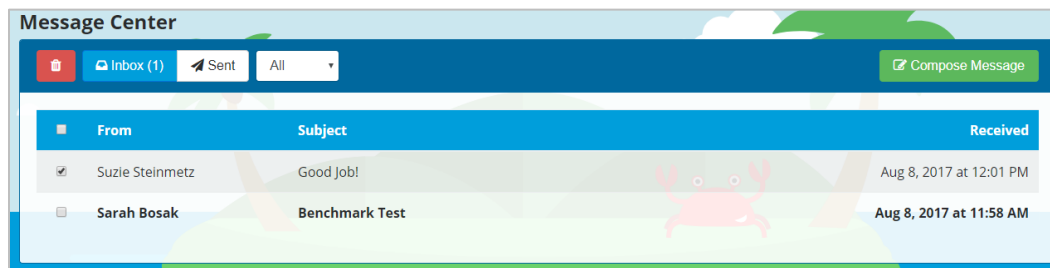 Message Center
Inbox (1) Sent All Compose Message
From Subject Received
Suzie Steinmetz Good Job! Aug 8, 2017 at 12:01 PM
Sarah Bosak Benchmark Test Aug 8, 2017 at 11:58 AM